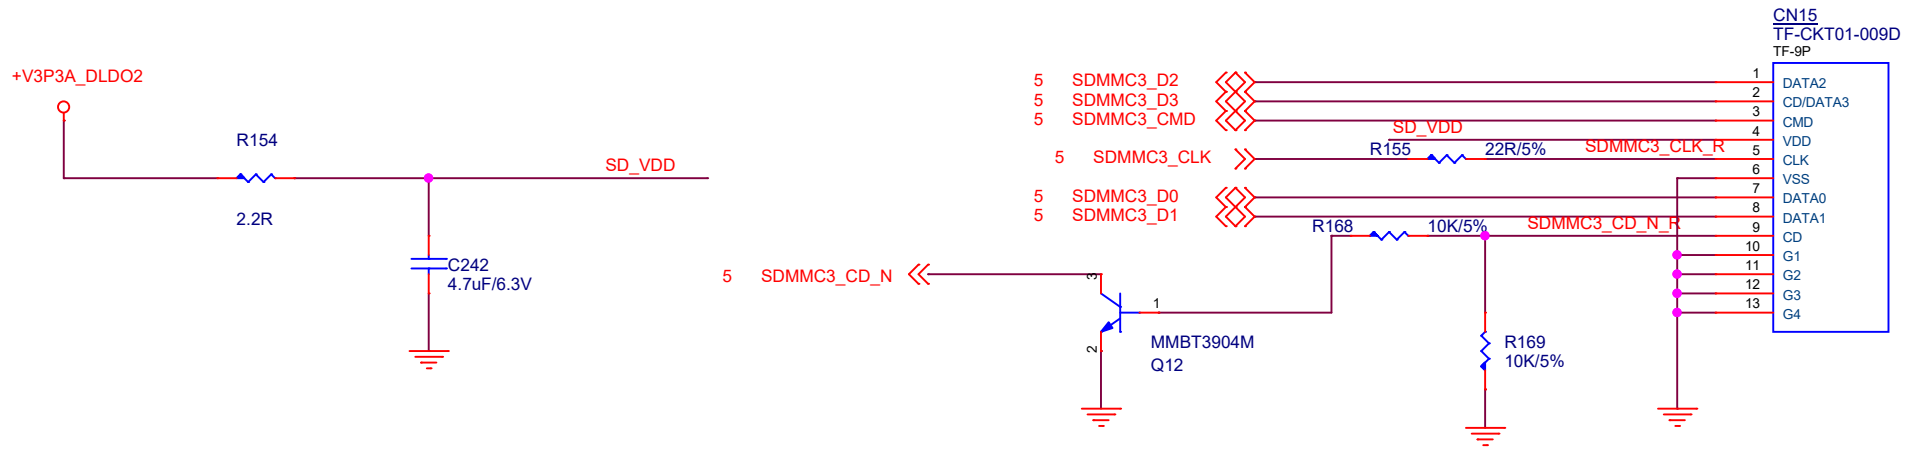 CN15
TF-CKT01-009D
TF-9P
+V3P3A_DLDO2
R154
2.2R
SD_VDD
C242
4.7uF/6.3V
5 SDMMC3_D2
5 SDMMC3_D3
5 SDMMC3_CMD
SD_VDD
5 SDMMC3_CLK
R155 22R/5% SDMMC3_CLK_R
5 SDMMC3_D0
5 SDMMC3_D1
R168 10K/5% SDMMC3_CD_N_R
5 SDMMC3_CD_N
3
1
2
MMBT3904M
Q12
R169
10K/5%
1 DATA2
2 CD/DATA3
3 CMD
4 VDD
5 CLK
6 VSS
7 DATA0
8 DATA1
9 CD
10 G1
11 G2
12 G3
13 G4